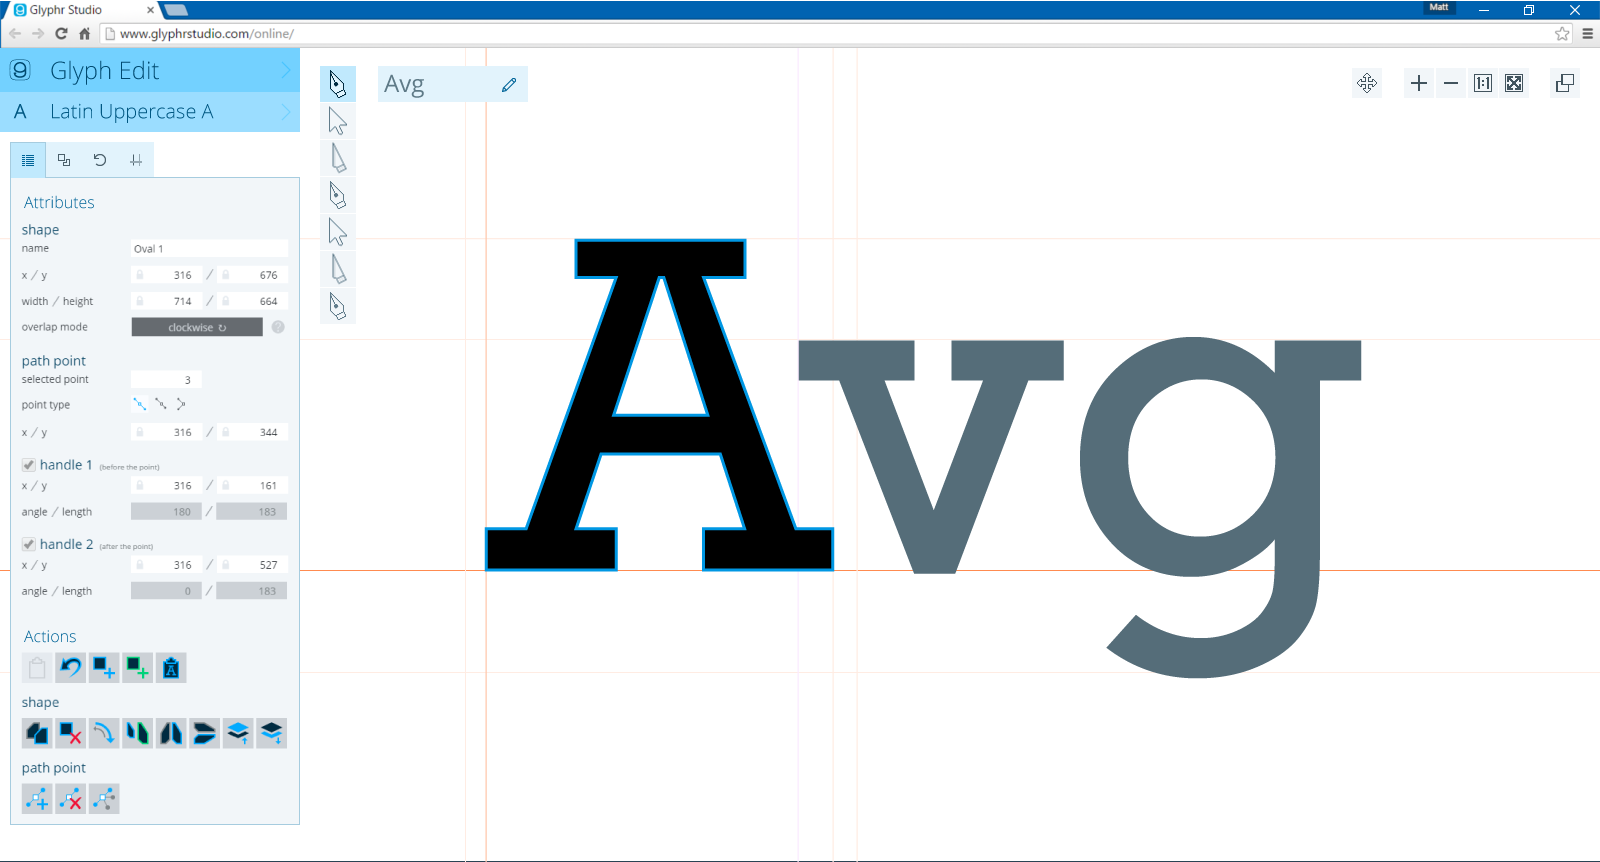 Glyphr Studio
Matt
www.glyphrstudio.com/online/
Glyph Edit
A Latin Uppercase A
Avg
1:1
Attributes
shape
name Oval 1
x / y 316 / 676
width / height 714 / 664
overlap mode clockwise ↻ ?
path point
selected point 3
point type
x / y 316 / 344
handle 1 (before the point)
x / y 316 / 161
angle / length 180 / 183
handle 2 (after the point)
x / y 316 / 527
angle / length 0 / 183
Actions
A
shape
path point
Avg